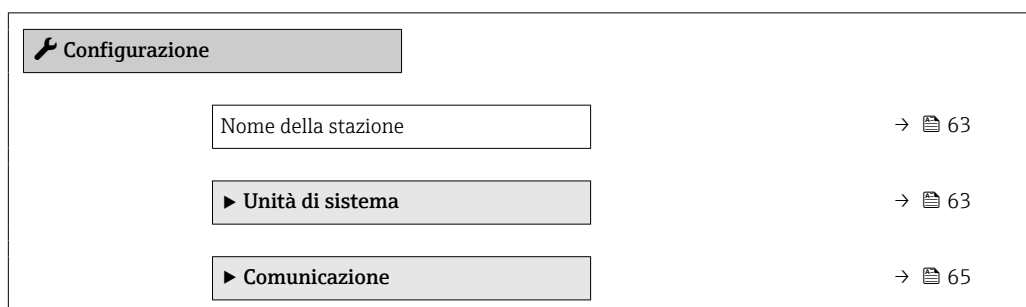 Configurazione
Nome della stazione → 63
▶ Unità di sistema → 63
▶ Comunicazione → 65